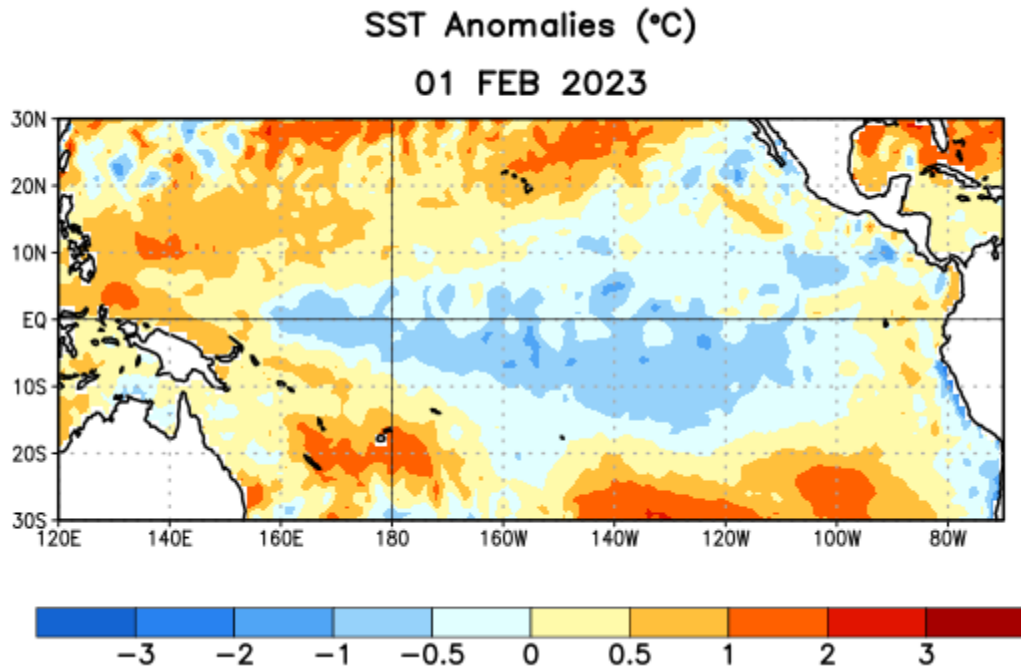 SST Anomalies (°C)
01 FEB 2023
30N
20N
10N
EQ
10S
20S
30S
120E 140E 160E 180 160W 140W 120W 100W 80W
−3 −2 −1 −0.5 0 0.5 1 2 3